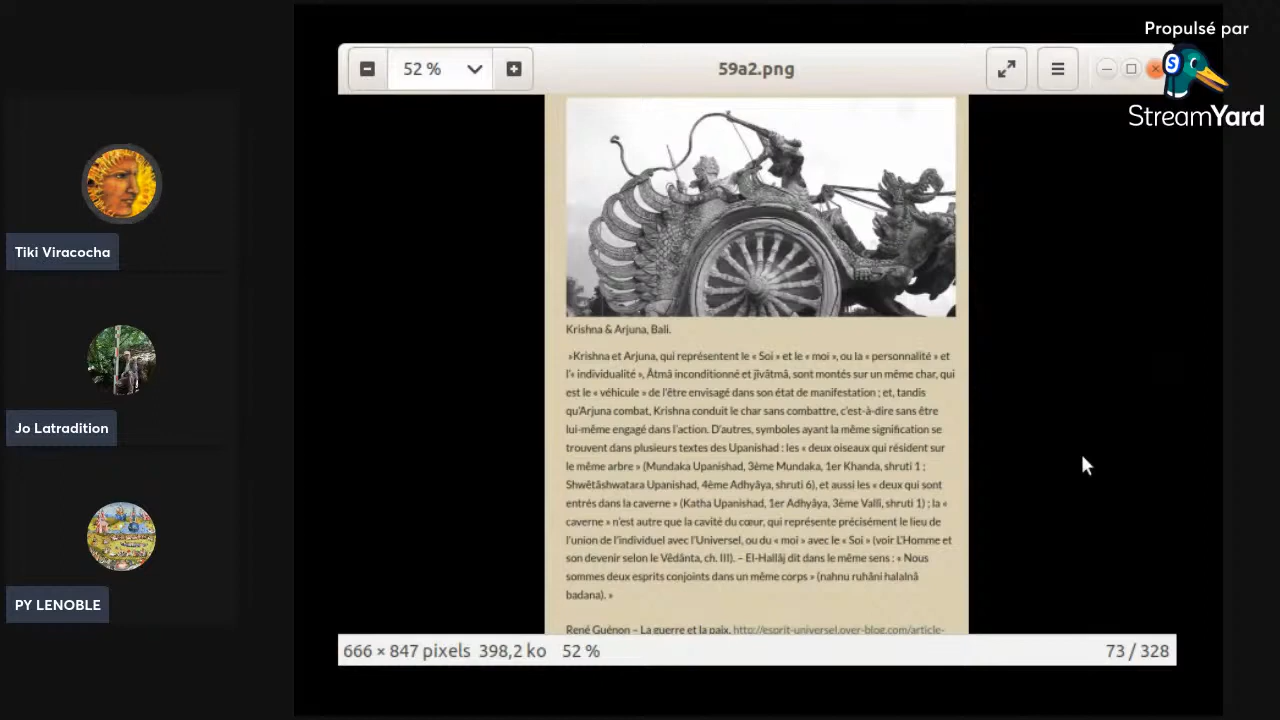 Propulsé par
StreamYard
52 %
59a2.png
Tiki Viracocha
Jo Latradition
PY LENOBLE
Krishna & Arjuna, Bali.
»Krishna et Arjuna, qui représentent le « Soi » et le « moi », ou la « personnalité » et
l'« individualité », Âtmâ inconditionné et jîvâtmâ, sont montés sur un même char, qui
est le « véhicule » de l'être envisagé dans son état de manifestation ; et, tandis
qu'Arjuna combat, Krishna conduit le char sans combattre, c'est-à-dire sans être
lui-même engagé dans l'action. D'autres, symboles ayant la même signification se
trouvent dans plusieurs textes des Upanishad : les « deux oiseaux qui résident sur
le même arbre » (Mundaka Upanishad, 3ème Mundaka, 1er Khanda, shruti 1 ;
Shwêtâshwatara Upanishad, 4ème Adhyâya, shruti 6), et aussi les « deux qui sont
entrés dans la caverne » (Katha Upanishad, 1er Adhyâya, 3ème Vallî, shruti 1) ; la «
caverne » n'est autre que la cavité du cœur, qui représente précisément le lieu de
l'union de l'individuel avec l'Universel, ou du « moi » avec le « Soi » (voir L'Homme et
son devenir selon le Vêdânta, ch. III). – El-Hallâj dit dans le même sens : « Nous
sommes deux esprits conjoints dans un même corps » (nahnu ruhâni halalnâ
badana). »
René Guénon – La guerre et la paix. http://esprit-universel.over-blog.com/article-
666 × 847 pixels 398,2 ko 52 %
73 / 328